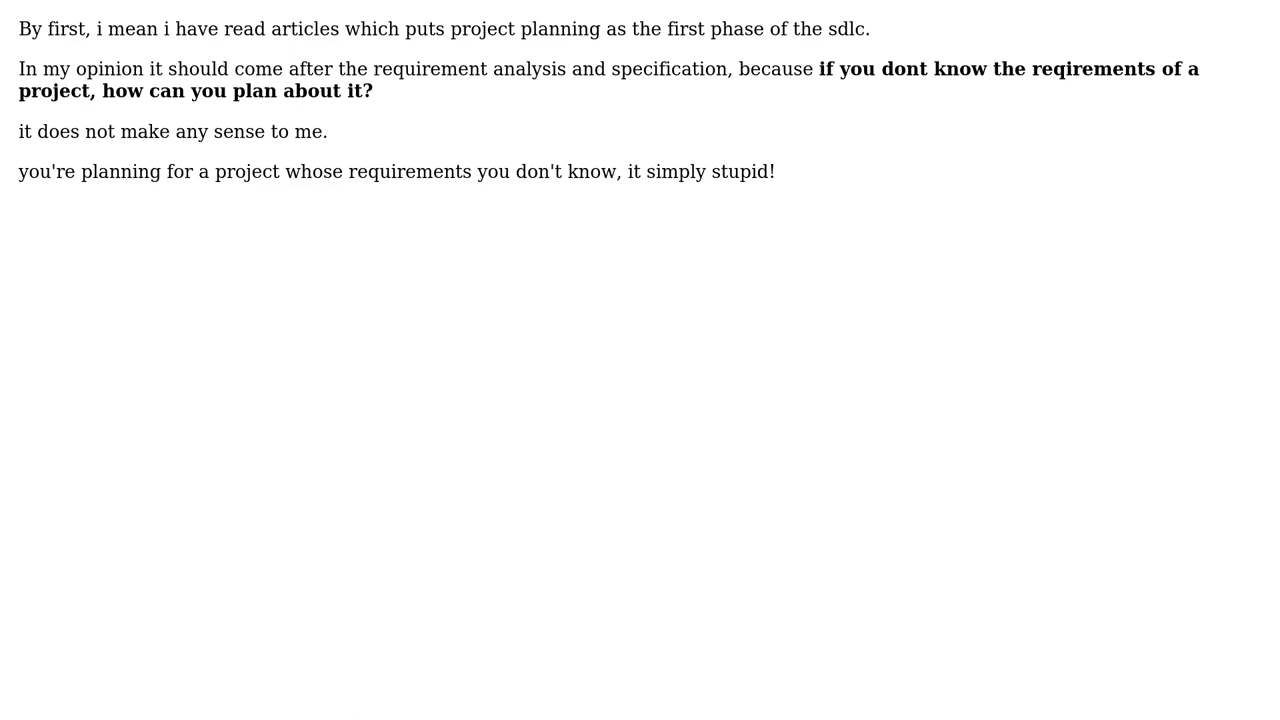 By first, i mean i have read articles which puts project planning as the first phase of the sdlc.
In my opinion it should come after the requirement analysis and specification, because if you dont know the reqirements of a
project, how can you plan about it?
it does not make any sense to me.
you're planning for a project whose requirements you don't know, it simply stupid!